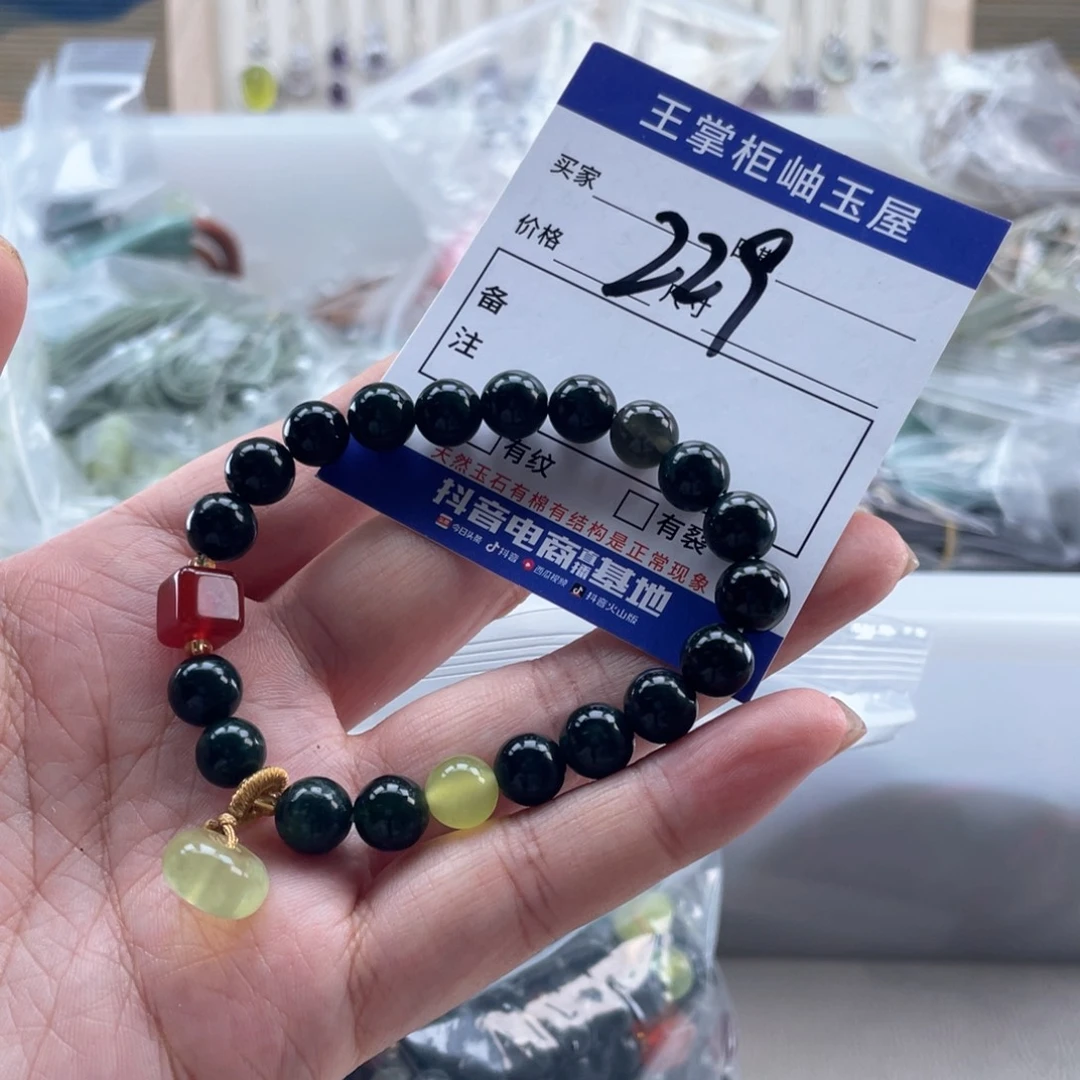 王掌柜岫玉屋
买家
价格
229
尺寸
备
注
有纹
有裂
天然玉石有棉有结构是正常现象
抖音电商直播基地
今日头条 抖音 西瓜视频 抖音火山版